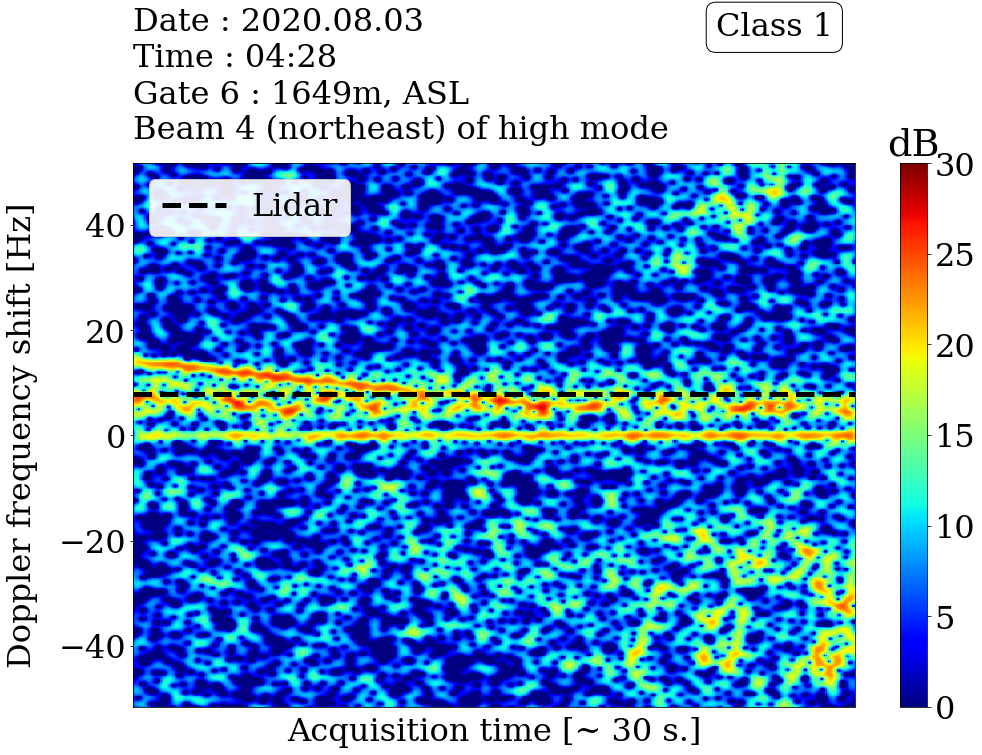 Date : 2020.08.03
Class 1
Time : 04:28
Gate 6 : 1649m, ASL
Beam 4 (northeast) of high mode
dB
Lidar
Doppler frequency shift [Hz]
40
20
0
−20
−40
30
25
20
15
10
5
0
Acquisition time [~ 30 s.]